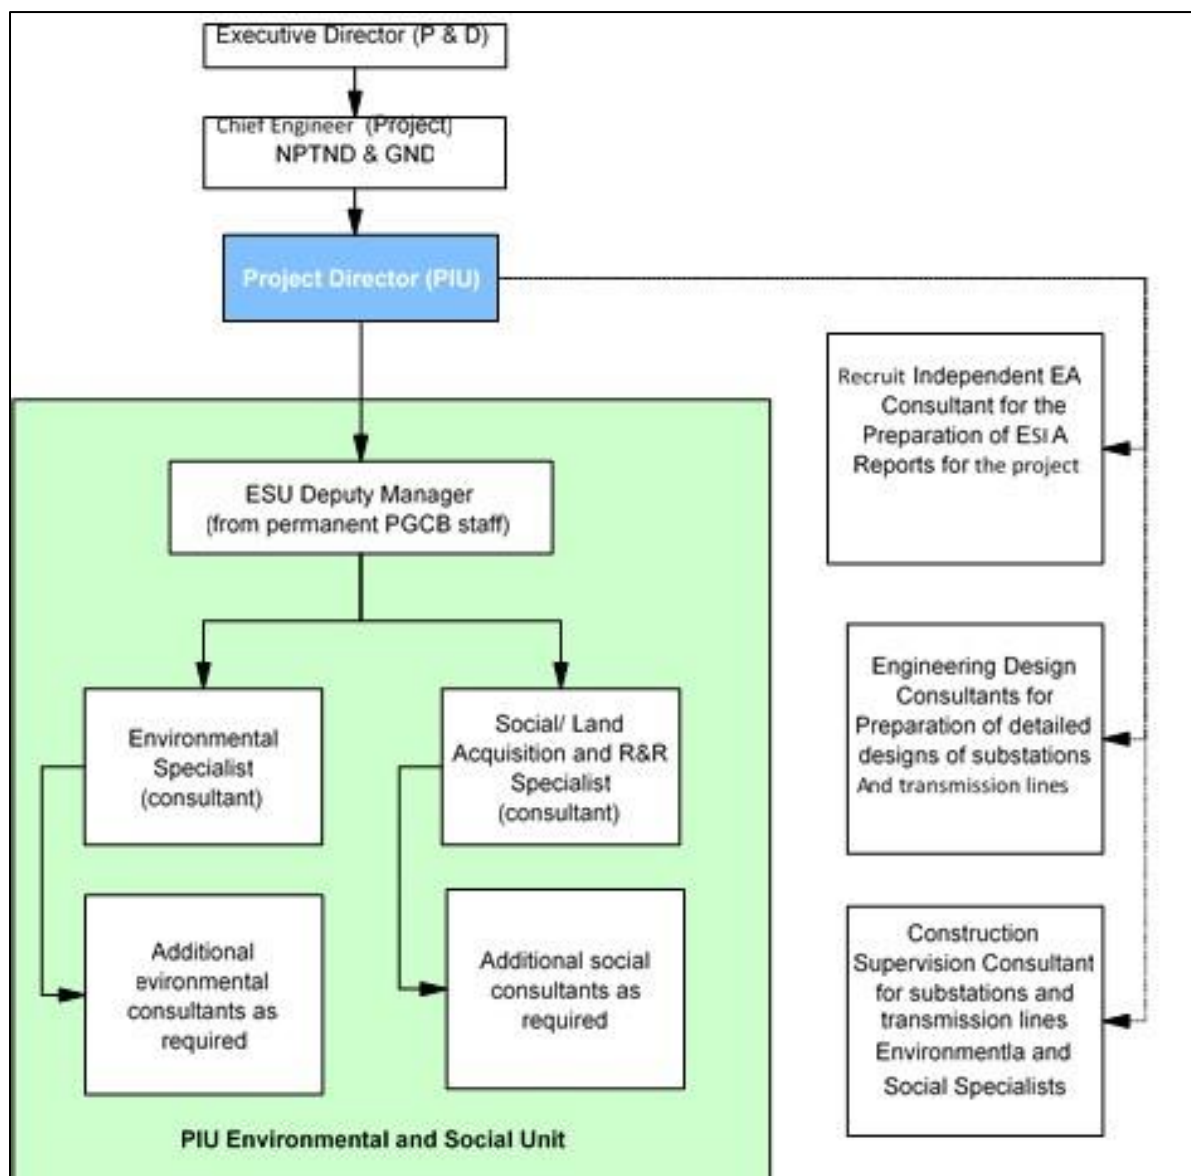 Executive Director (P & D)
Chief Engineer (Project)
NPTND & GND
Project Director (PIU)
Recruit Independent EA
Consultant for the
Preparation of ESIA
Reports for the project
ESU Deputy Manager
(from permanent PGCB staff)
Engineering Design
Consultants for
Preparation of detailed
designs of substations
And transmission lines
Environmental
Specialist
(consultant)
Social/ Land
Acquisition and R&R
Specialist
(consultant)
Additional
evironmental
consultants as
required
Additional social
consultants as
required
Construction
Supervision Consultant
for substations and
transmission lines
Environmentla and
Social Specialists
PIU Environmental and Social Unit